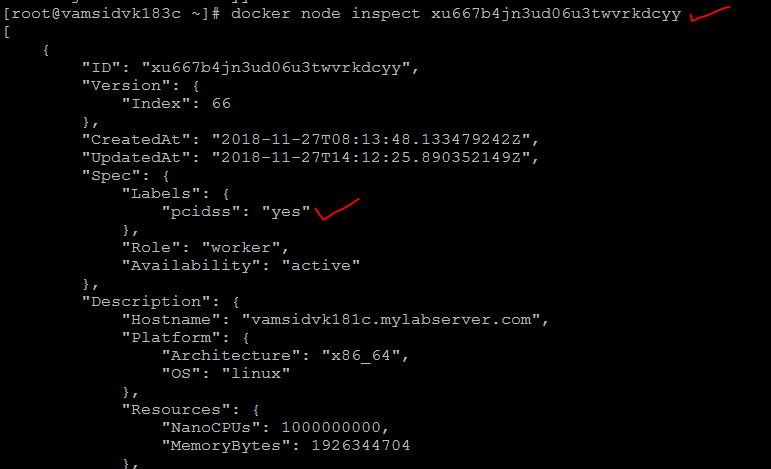 [root@vamsidvk183c ~]# docker node inspect xu667b4jn3ud06u3twvrkdcyy
[
    {
        "ID": "xu667b4jn3ud06u3twvrkdcyy",
        "Version": {
            "Index": 66
        },
        "CreatedAt": "2018-11-27T08:13:48.133479242Z",
        "UpdatedAt": "2018-11-27T14:12:25.890352149Z",
        "Spec": {
            "Labels": {
                "pcidss": "yes"
            },
            "Role": "worker",
            "Availability": "active"
        },
        "Description": {
            "Hostname": "vamsidvk181c.mylabserver.com",
            "Platform": {
                "Architecture": "x86_64",
                "OS": "linux"
            },
            "Resources": {
                "NanoCPUs": 1000000000,
                "MemoryBytes": 1926344704
            },